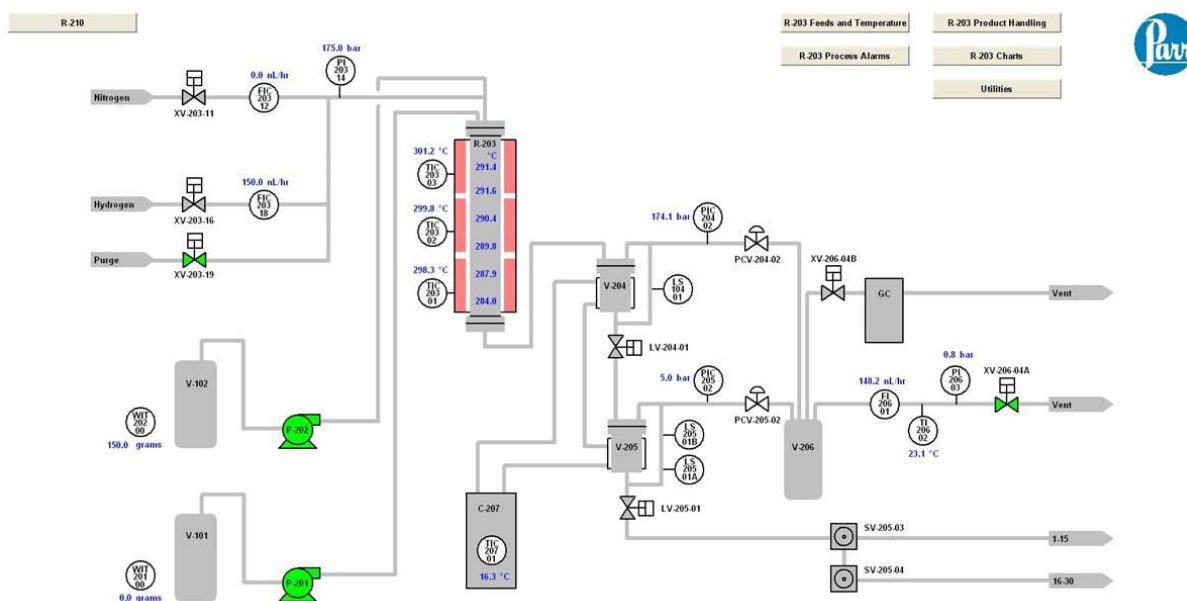 R-210
R-203 Feeds and Temperature
R-203 Product Handling
R-203 Process Alarms
R-203 Charts
Utilities
Parr
175.0 bar
PI
203
14
0.0 nL/hr
FIC
203
12
Nitrogen
XV-203-11
150.0 nL/hr
FIC
203
18
Hydrogen
XV-203-16
Purge
XV-203-19
R-203
°C
291.4
291.6
290.4
289.8
287.9
284.0
301.2 °C
TIC
203
03
299.8 °C
TIC
203
02
298.3 °C
TIC
203
01
174.1 bar
PIC
204
02
PCV-204-02
V-204
LS
104
01
LV-204-01
XV-206-04B
GC
Vent
5.0 bar
PIC
205
02
PCV-205-02
V-205
LS
205
01B
LS
205
01A
LV-205-01
V-206
148.2 nL/hr
FI
206
01
TI
206
02
23.1 °C
0.8 bar
PI
206
03
XV-206-04A
Vent
V-102
WIT
202
00
150.0 grams
P-202
V-101
WIT
201
00
0.0 grams
P-201
C-207
TIC
207
01
16.3 °C
SV-205-03
1-15
SV-205-04
16-30